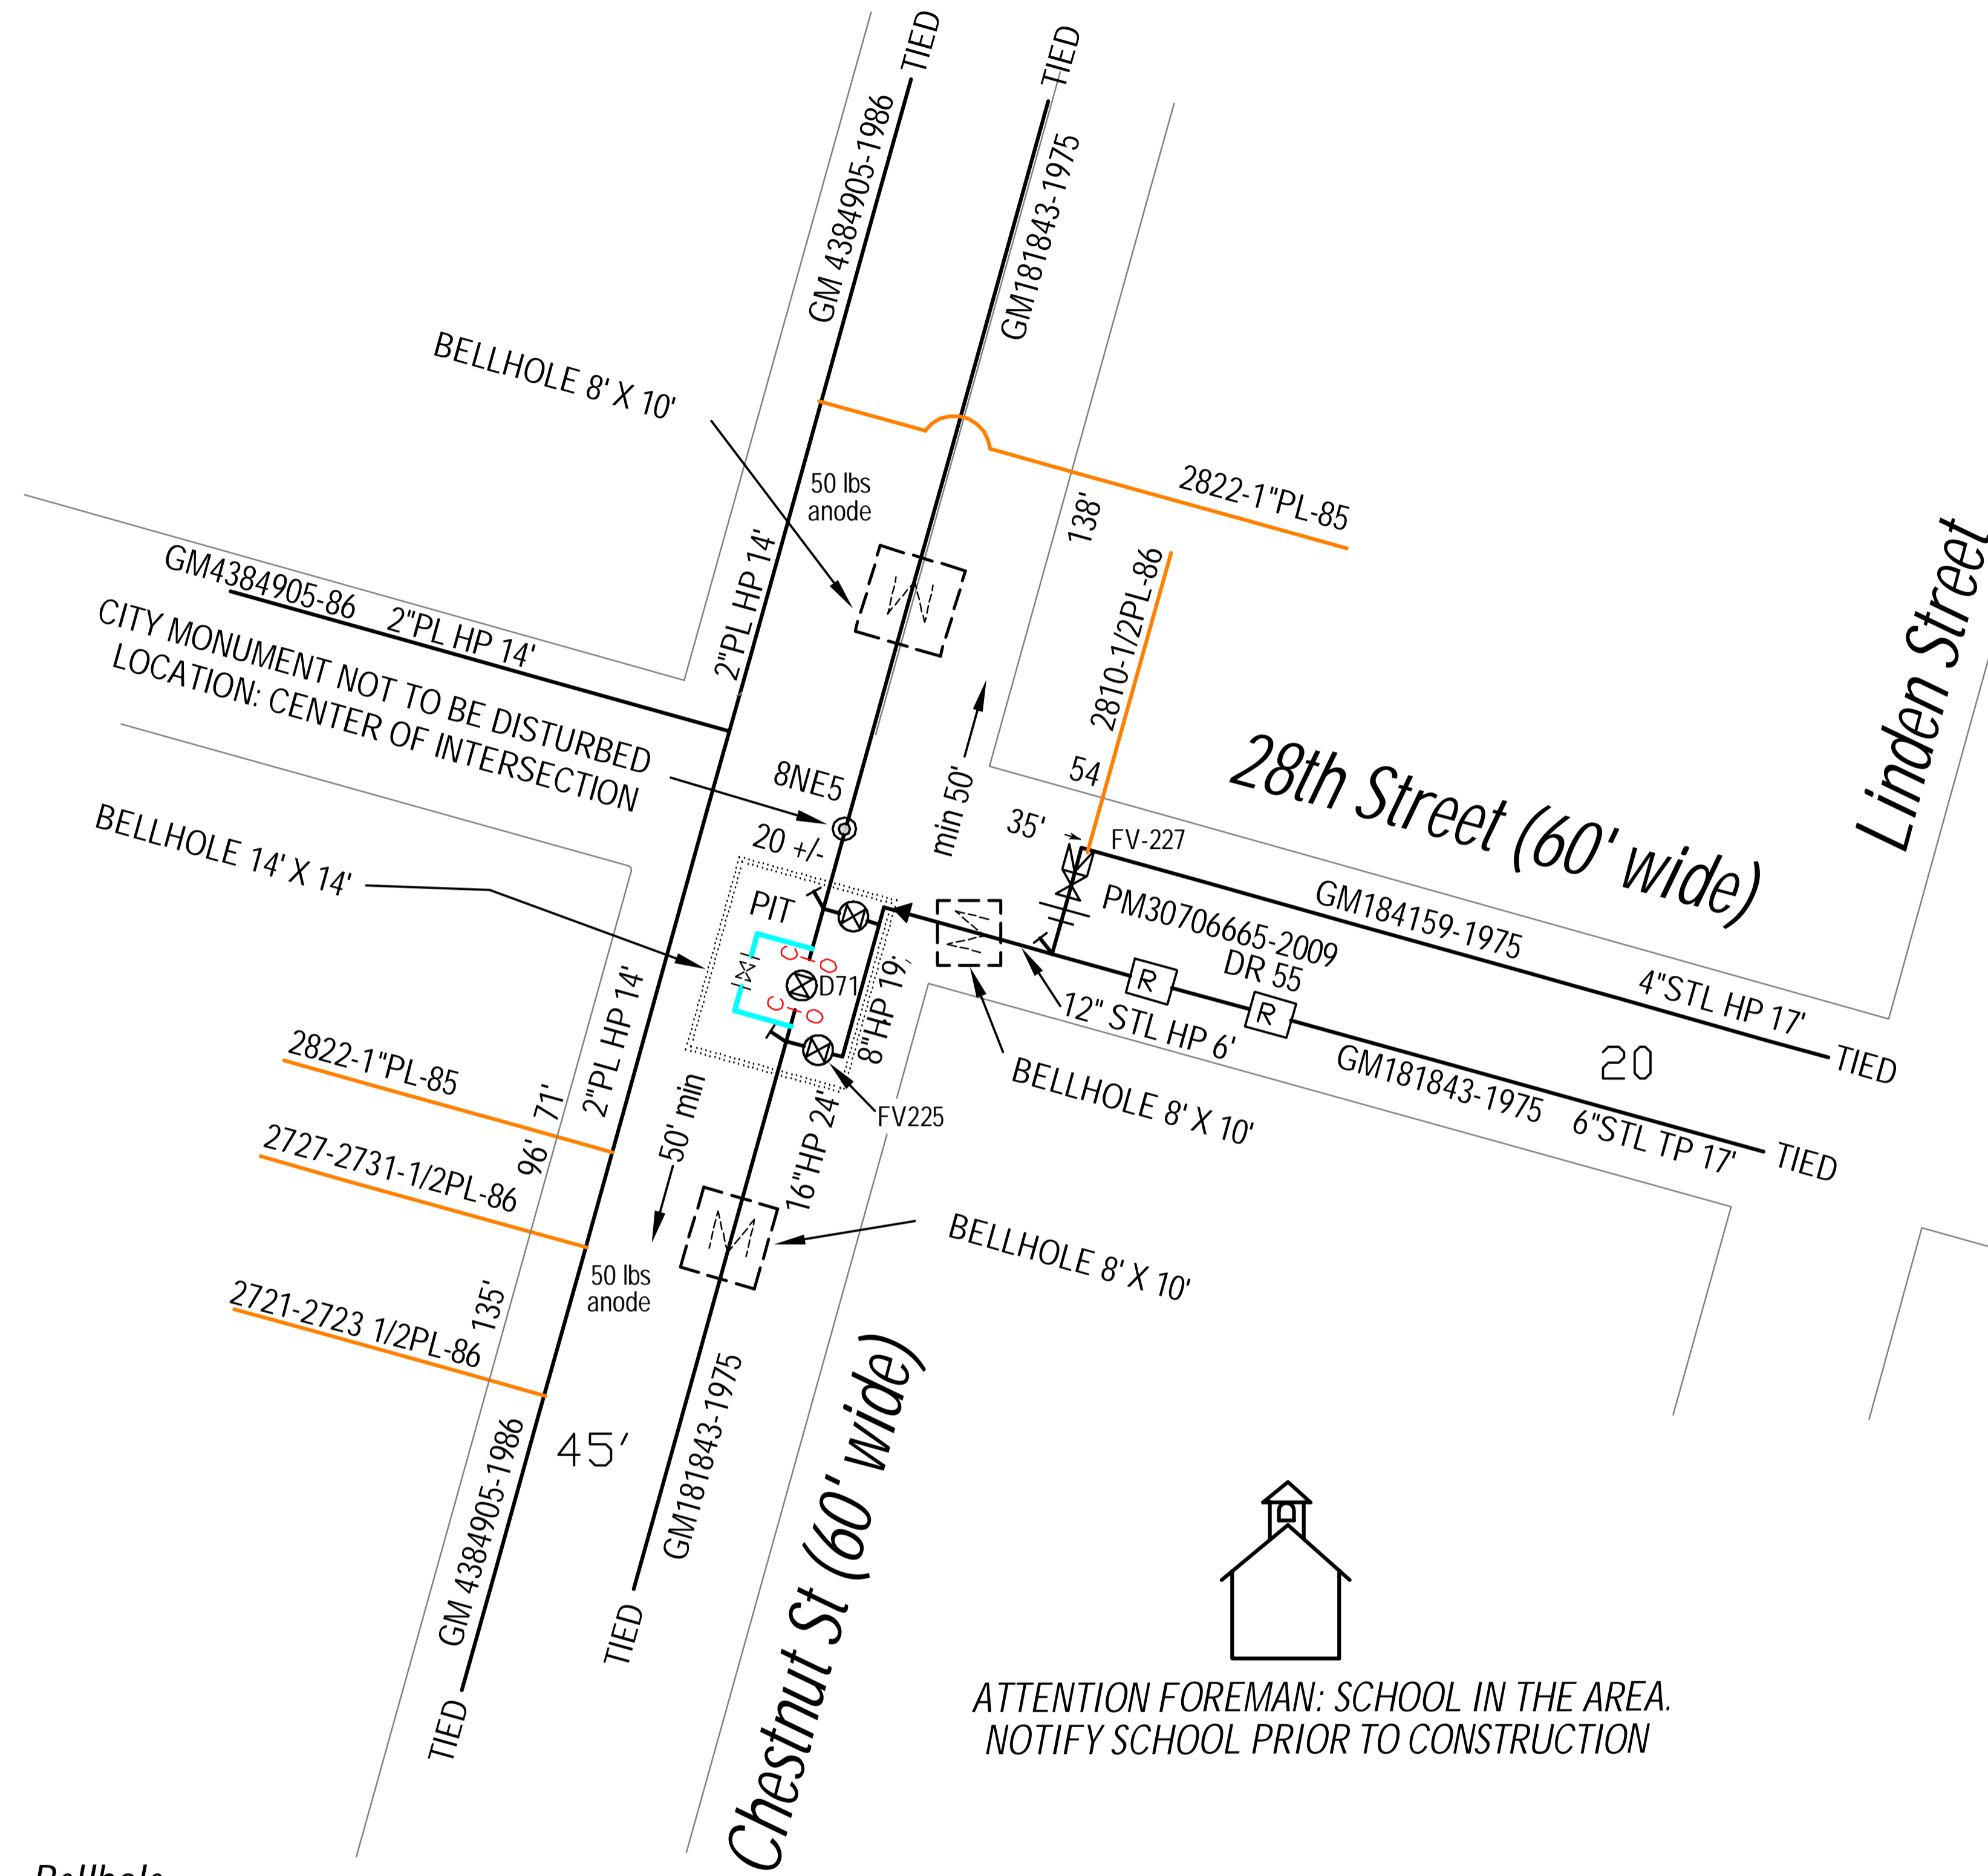 TIED
TIED
GM 4384905-1986
GM181843-1975
BELLHOLE 8' X 10'
50 lbs
anode
2822-1"PL-85
138'
2"PL HP 14'
GM4384905-86 2"PL HP 14'
CITY MONUMENT NOT TO BE DISTURBED
LOCATION: CENTER OF INTERSECTION
2810-1/2PL-86
Linden Street
28th Street (60' wide)
54
8NE5
min 50'
35'
FV-227
20 +/-
BELLHOLE 14' X 14'
PIT
PM30706665-2009
DR 55
GM184159-1975
4"STL HP 17'
TIED
C
O
M
D71
C
O
R
R
8"HP 19'
12" STL HP 6'
2"PL HP 14'
BELLHOLE 8' X 10'
GM181843-1975 6"STL TP 17'
20
TIED
2822-1"PL-85
71'
50' min
FV225
16"HP 24'
2727-2731-1/2PL-86
96'
BELLHOLE 8' X 10'
50 lbs
anode
2721-2723 1/2PL-86
135'
45'
GM181843-1975
GM 4384905-1986
TIED
TIED
Chestnut St (60' wide)
ATTENTION FOREMAN: SCHOOL IN THE AREA.
NOTIFY SCHOOL PRIOR TO CONSTRUCTION
Bellhole